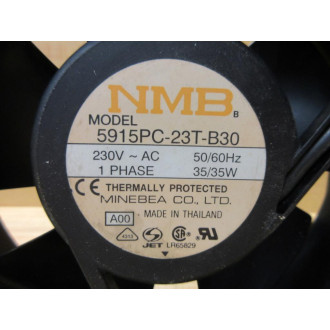 NMB B
MODEL
5915PC-23T-B30
230V ~ AC 50/60Hz
1 PHASE 35/35W
CE THERMALLY PROTECTED
MINEBEA CO., LTD.
A00 MADE IN THAILAND
JET LR65829